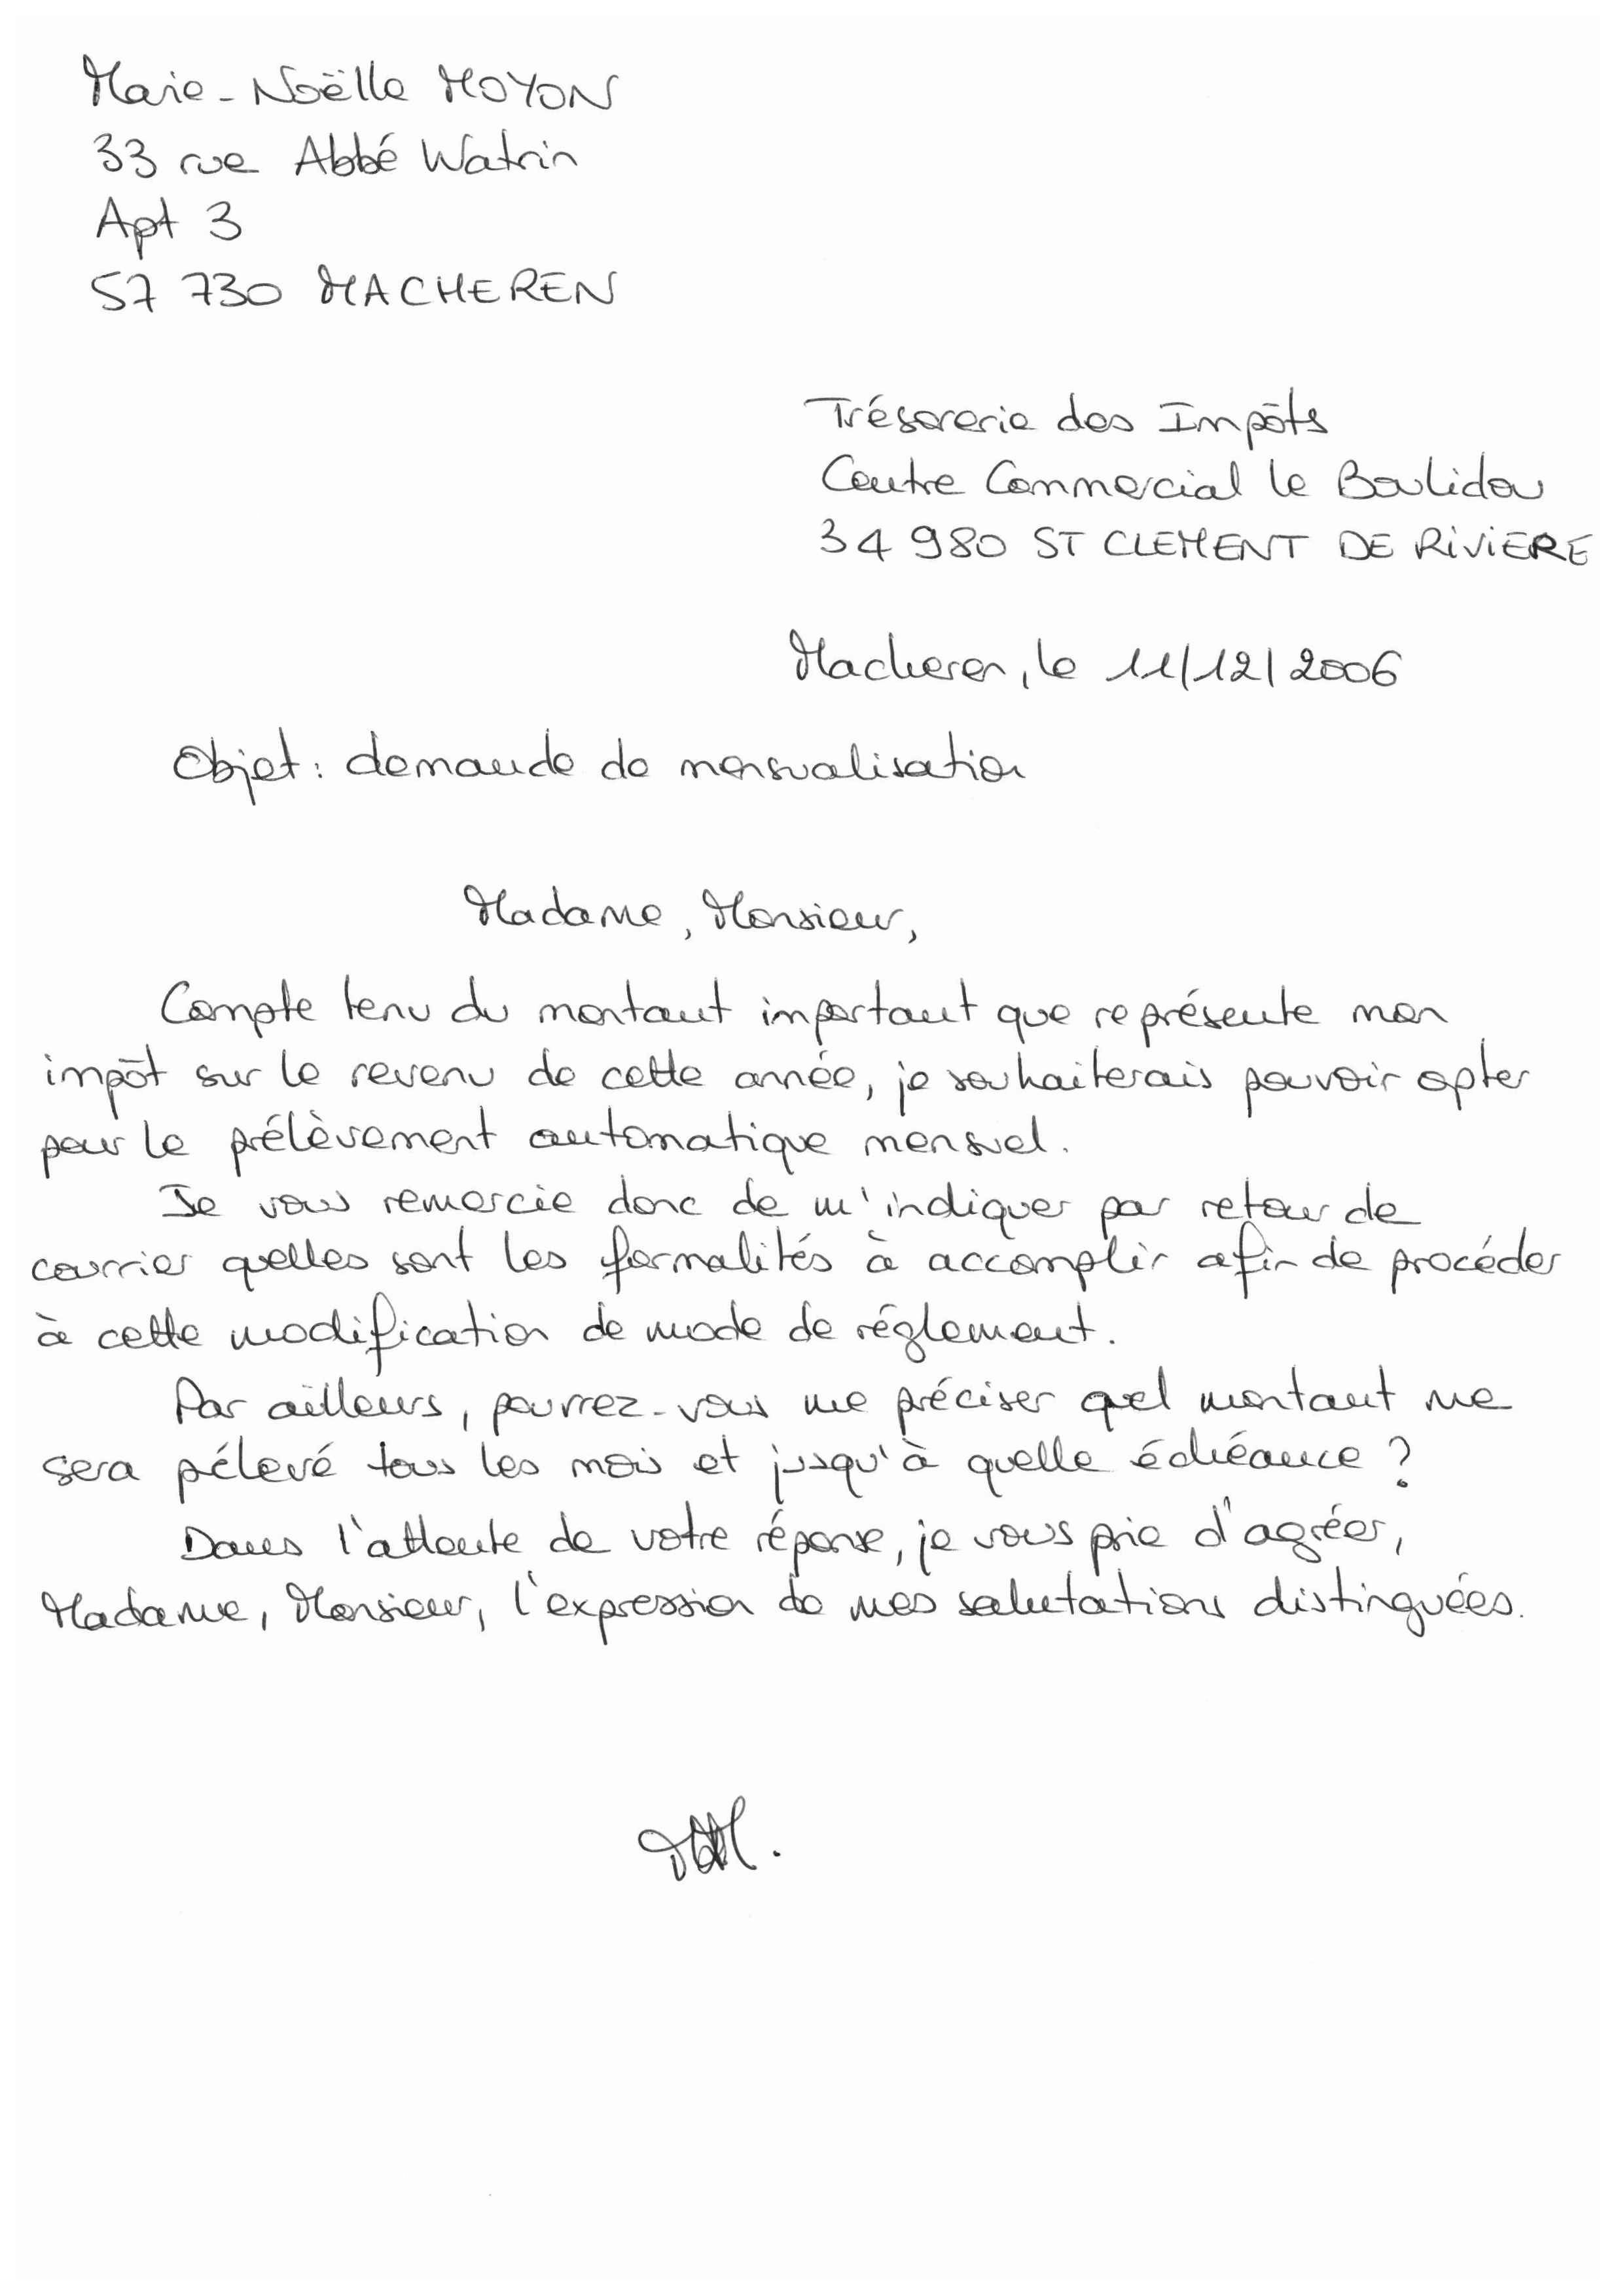 Marie-Noëlle MOYON
33 rue Abbé Watrin
Apt 3
57 730 MACHEREN
Trésorerie des Impôts
Centre Commercial le Boulidou
34 980 ST CLEMENT DE RIVIERE
Macheren, le 11/12/2006
Objet : demande de mensualisation
Madame, Monsieur,
Compte tenu du montant important que représente mon
impôt sur le revenu de cette année, je souhaiterais pouvoir opter
pour le prélèvement automatique mensuel.
Je vous remercie donc de m'indiquer par retour de
courrier quelles sont les formalités à accomplir afin de procéder
à cette modification de mode de réglement.
Par ailleurs, pourrez-vous me préciser quel montant me
sera pélevé tous les mois et jusqu'à quelle échéance ?
Dans l'attente de votre réponse, je vous prie d'agréer,
Madame, Monsieur, l'expression de mes salutations distinguées.